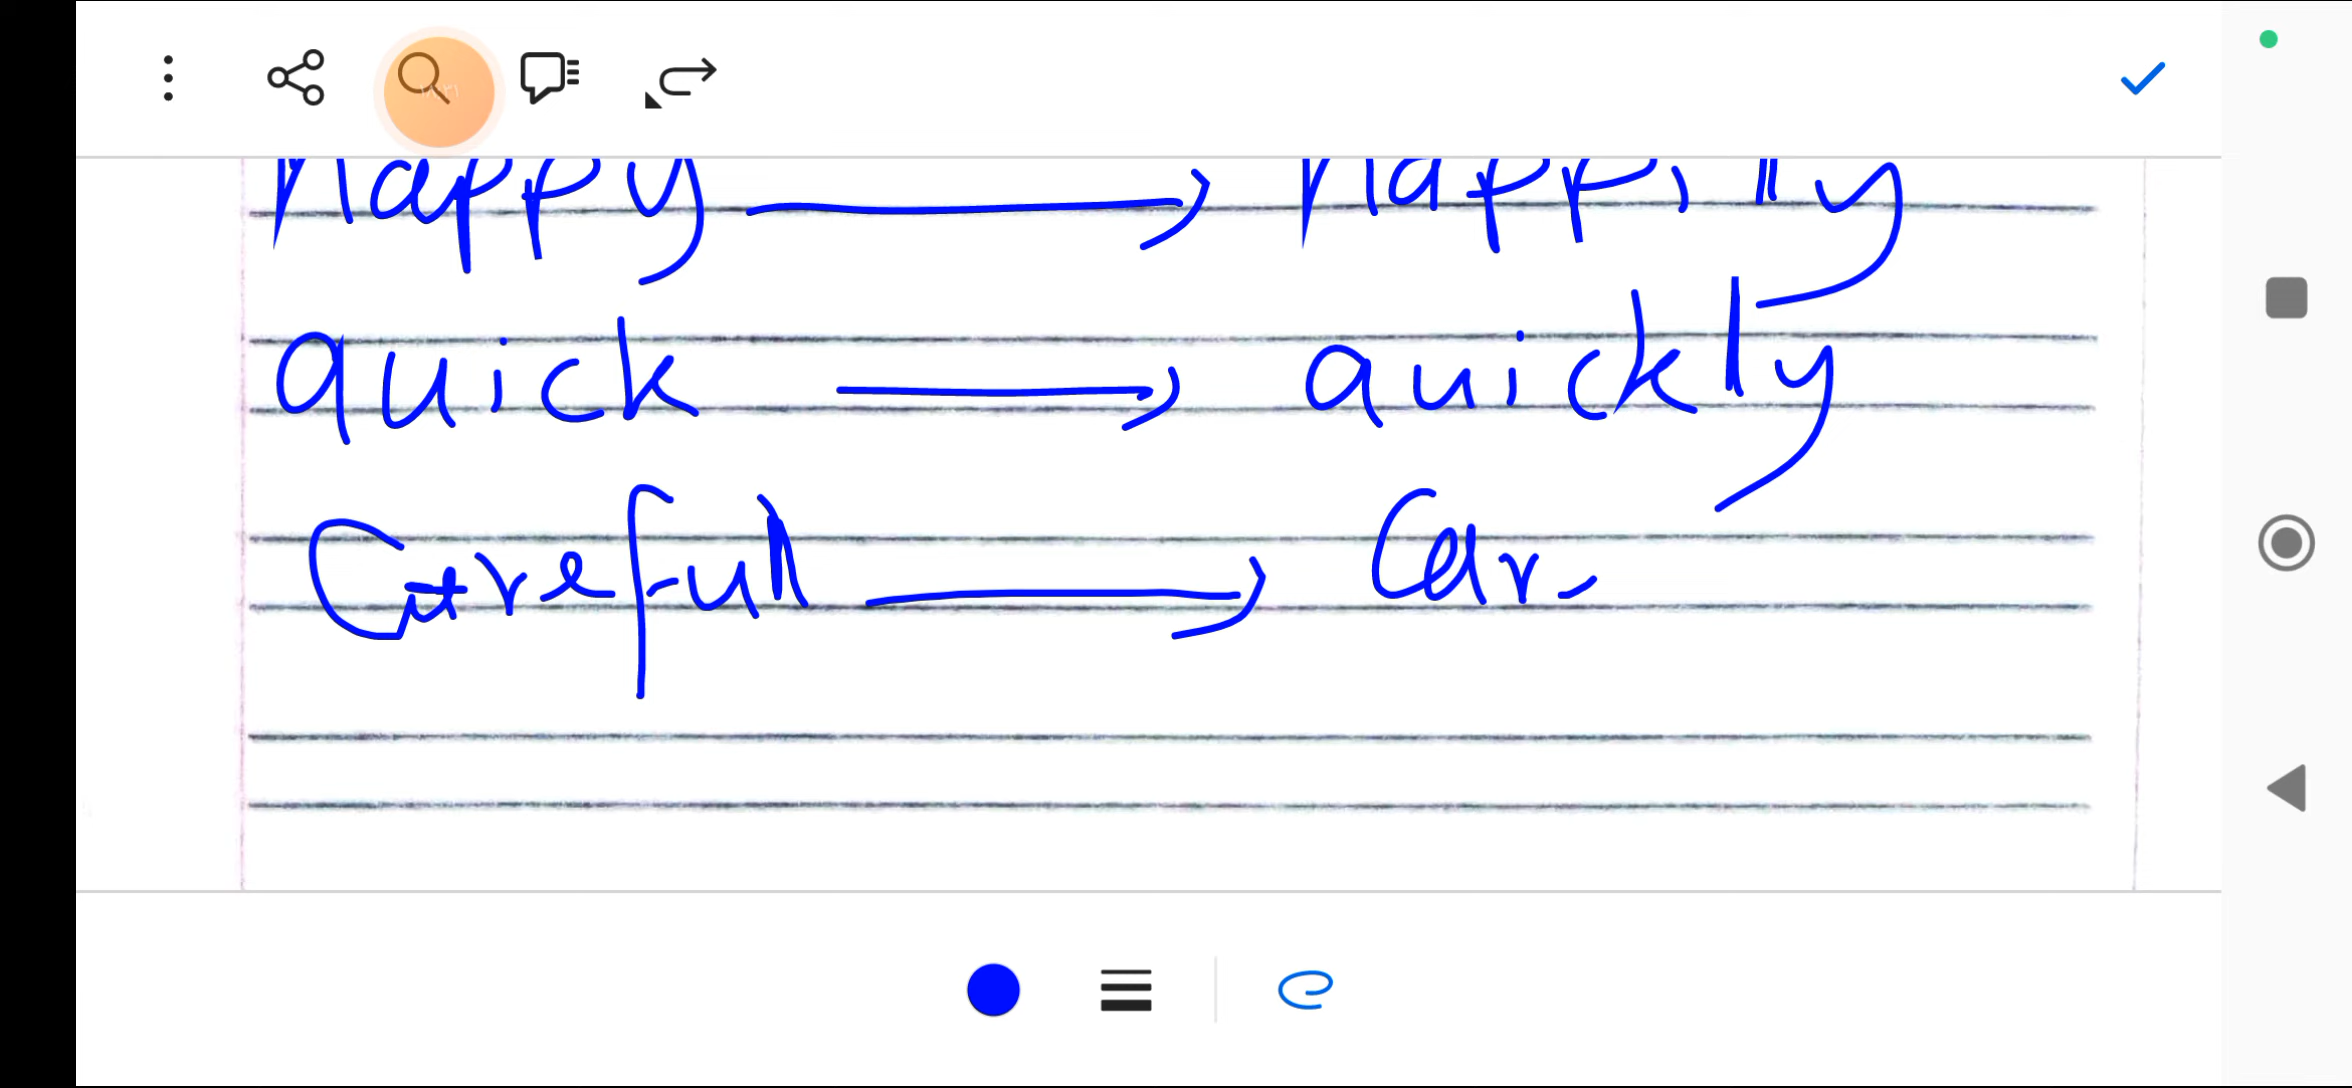 Happy → Happily
quick → quickly
Careful → Car